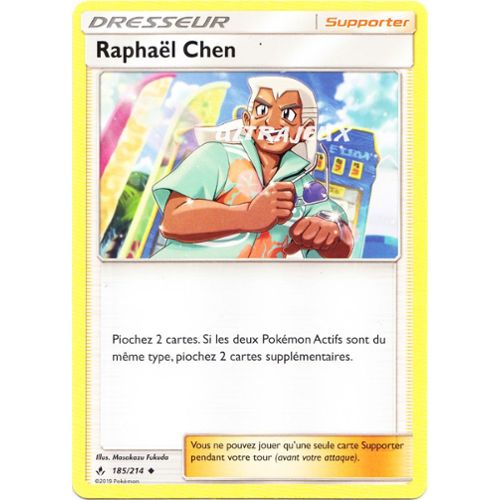 DRESSEUR
Supporter
Raphaël Chen
ULTRAJEUX
Piochez 2 cartes. Si les deux Pokémon Actifs sont du
même type, piochez 2 cartes supplémentaires.
Illus. Masakazu Fukuda
185/214
©2019 Pokémon
Vous ne pouvez jouer qu'une seule carte Supporter
pendant votre tour (avant votre attaque).